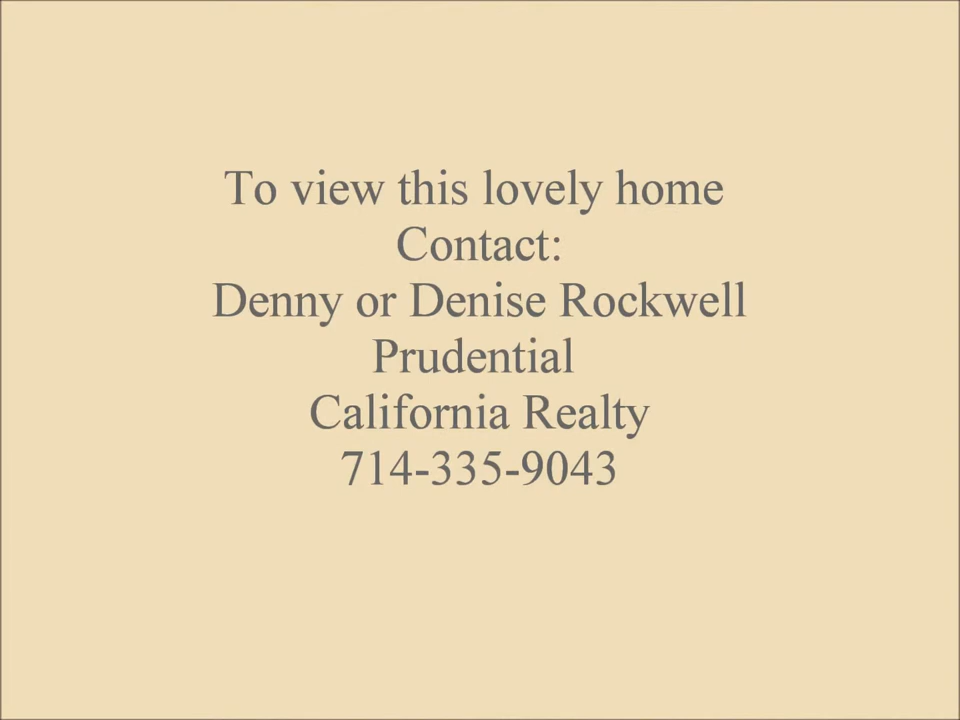 To view this lovely home
Contact:
Denny or Denise Rockwell
Prudential
California Realty
714-335-9043